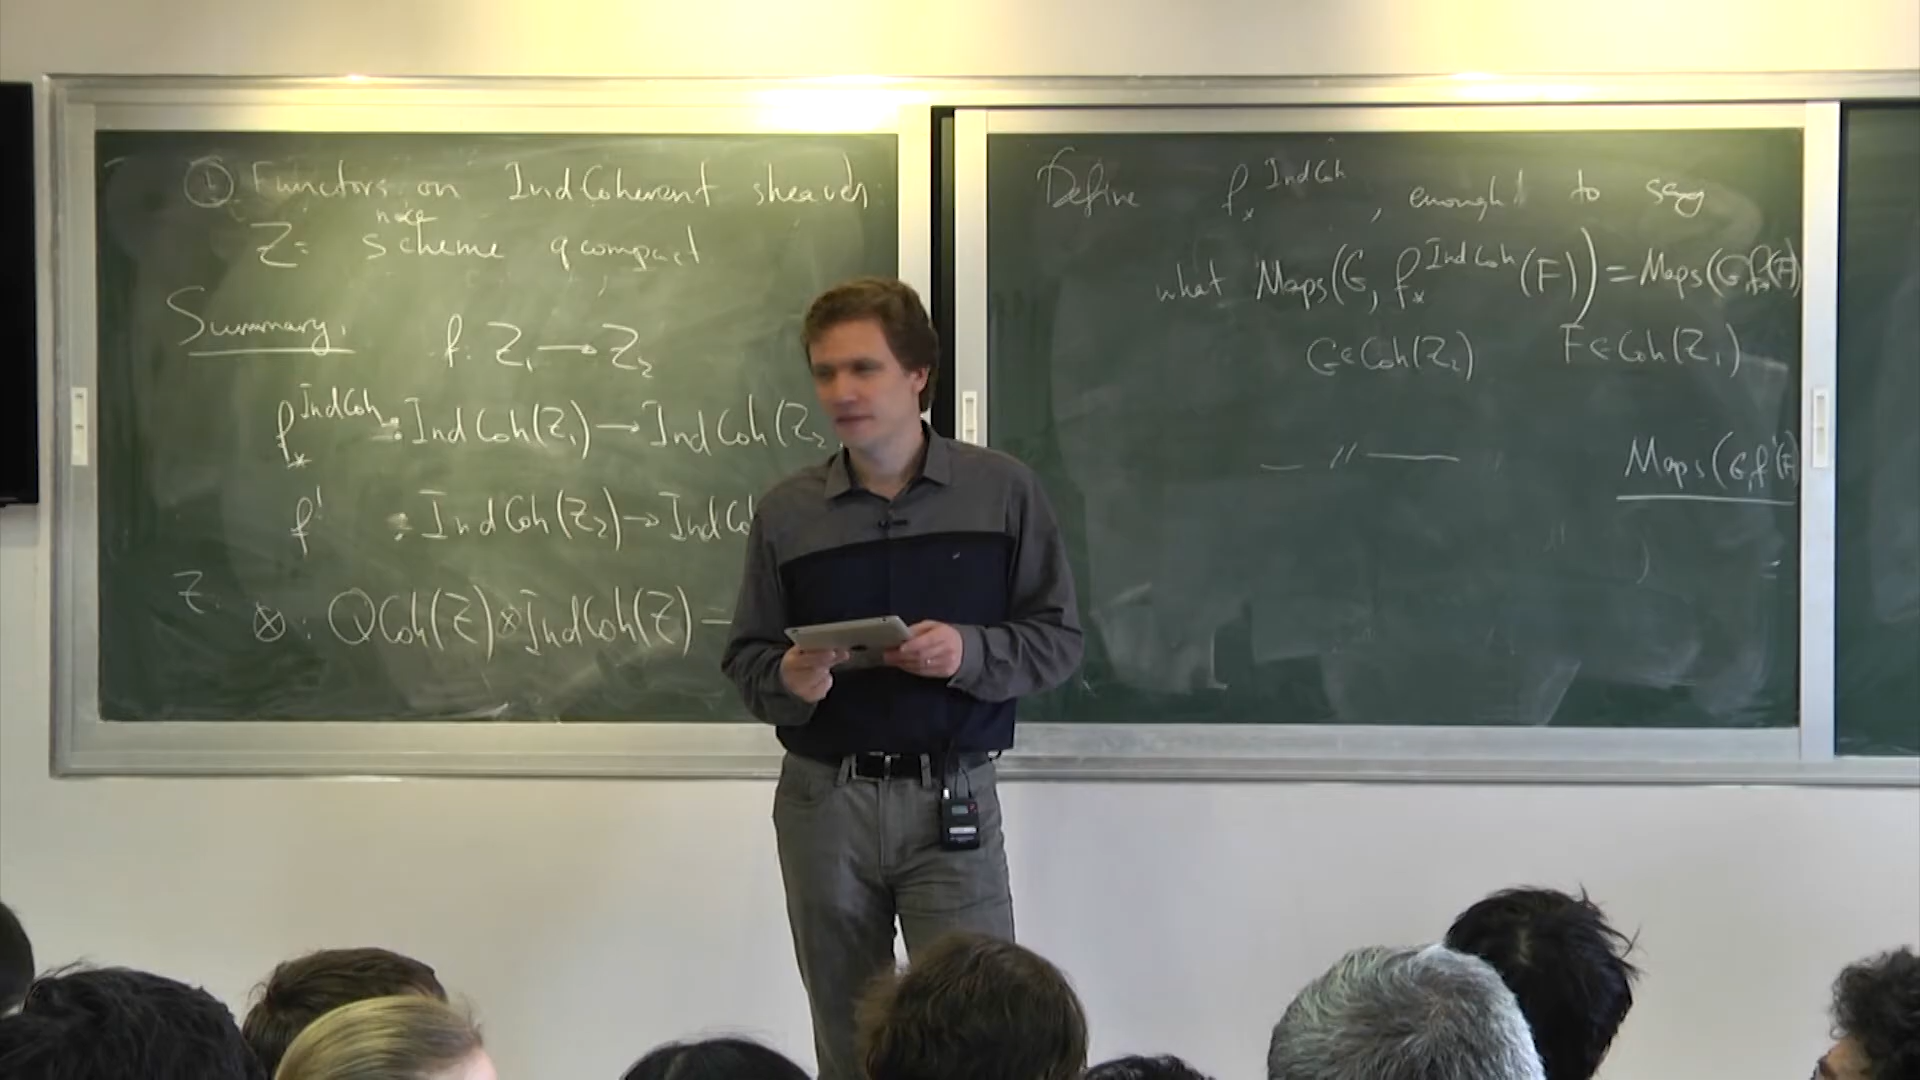 ① Functors on IndCoherent sheaves:
nice
Z = scheme qcompact
Summary.
f: Z₁ → Z₂
f_*^{IndCoh} : IndCoh(Z₁) → IndCoh(Z₂
f^! : IndCoh(Z₂) → IndCoh
Z:
⊗ : QCoh(Z) ⊗ IndCoh(Z) →
Define f_*^{IndCoh}, enough to say
what Maps(G, f_*^{IndCoh}(F)) = Maps(G, f_*(F)
G ∈ Coh(Z₂) F ∈ Coh(Z₁)
— // — Maps(G, f^!(F)